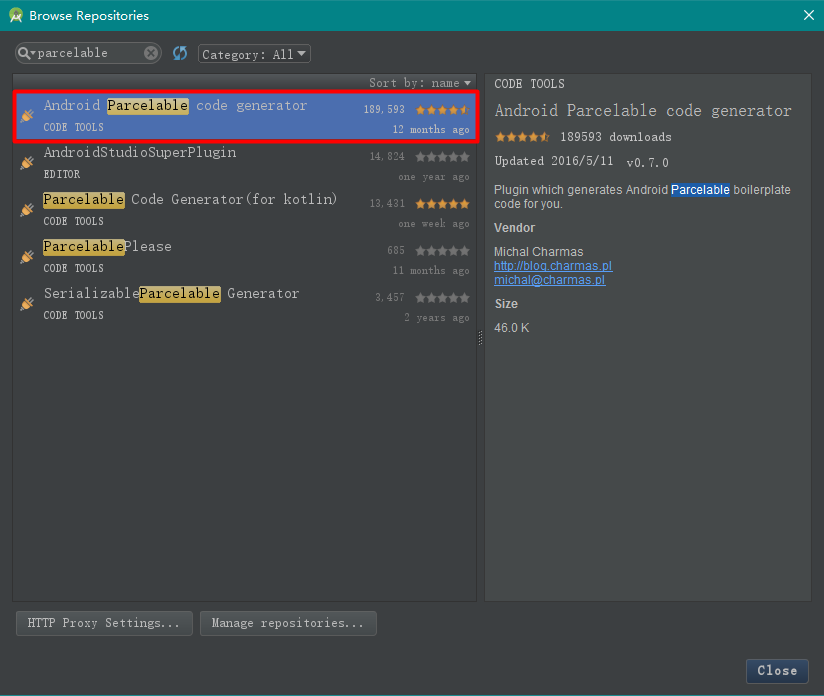 Browse Repositories
parcelable
Category: All
Sort by: name
Android Parcelable code generator
189,593
CODE TOOLS
12 months ago
AndroidStudioSuperPlugin
14,824
EDITOR
one year ago
Parcelable Code Generator(for kotlin)
13,431
CODE TOOLS
one week ago
ParcelablePlease
685
CODE TOOLS
11 months ago
SerializableParcelable Generator
3,457
CODE TOOLS
2 years ago
CODE TOOLS
Android Parcelable code generator
189593 downloads
Updated 2016/5/11 v0.7.0
Plugin which generates Android Parcelable boilerplate
code for you.
Vendor
Michal Charmas
http://blog.charmas.pl
michal@charmas.pl
Size
46.0 K
HTTP Proxy Settings...
Manage repositories...
Close